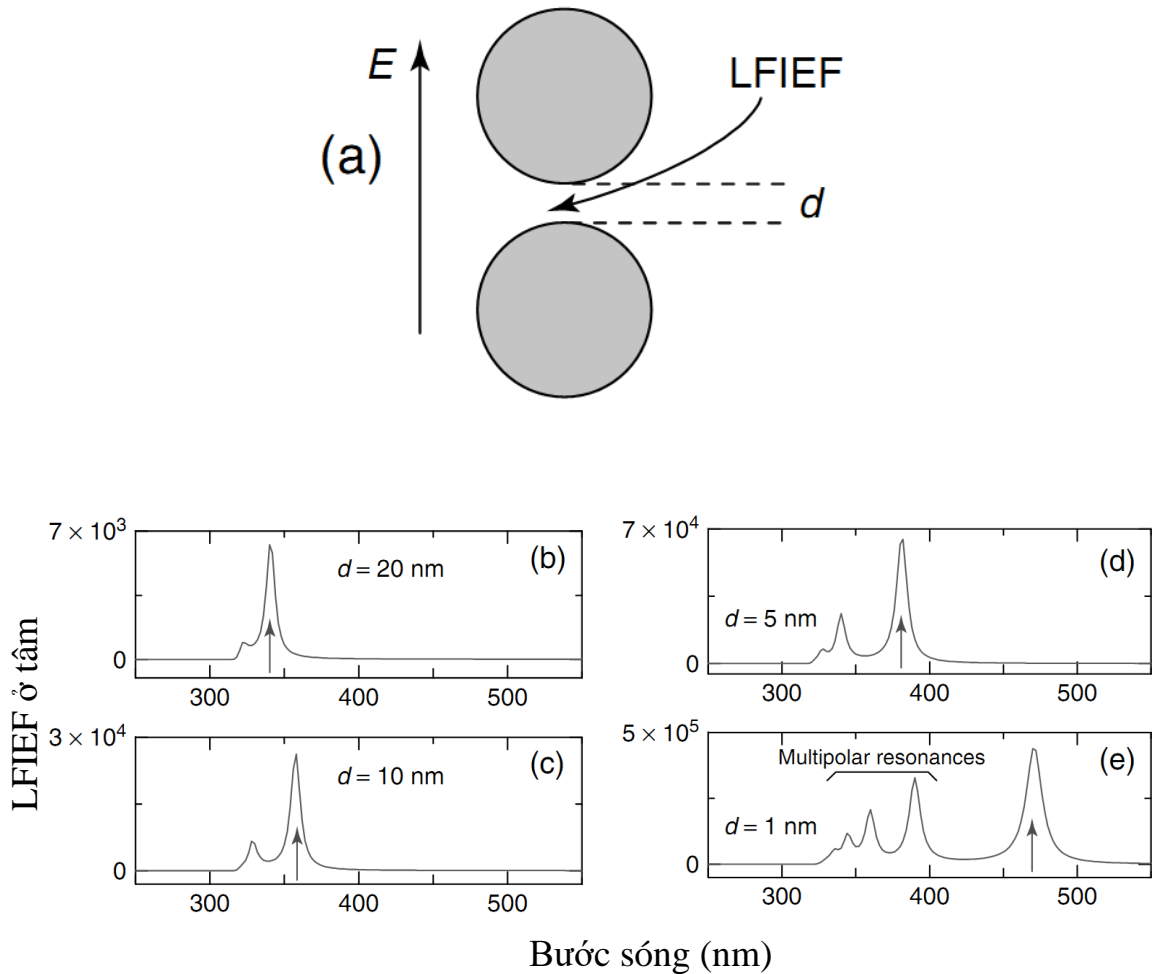 E
LFIEF
(a)
d
LFIEF ở tâm
7 × 10³
(b)
d = 20 nm
0
300 400 500
3 × 10⁴
(c)
d = 10 nm
0
300 400 500
7 × 10⁴
(d)
d = 5 nm
0
300 400 500
5 × 10⁵
Multipolar resonances
(e)
d = 1 nm
0
300 400 500
Bước sóng (nm)